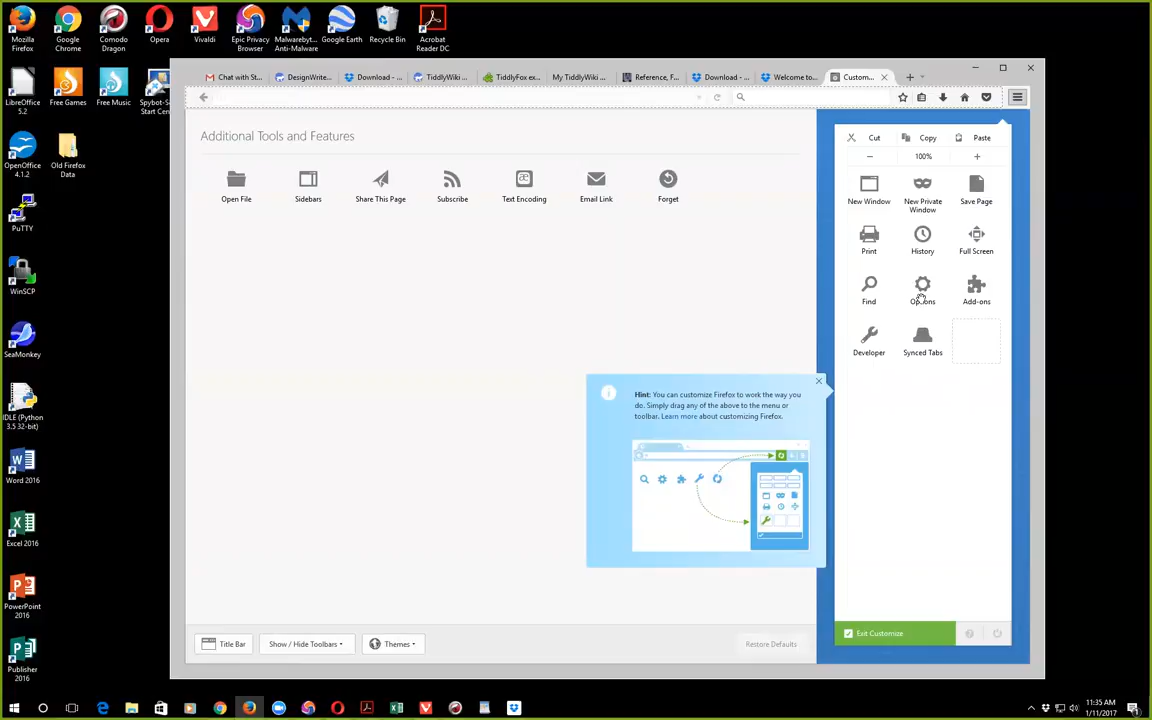 Mozilla Firefox
Google Chrome
Comodo Dragon
Opera
Vivaldi
Epic Privacy Browser
Malwareby... Anti-Malware
Google Earth
Recycle Bin
Acrobat Reader DC
LibreOffice 5.2
Free Games
Free Music
Spybot-S
Start Cen
OpenOffice 4.1.2
Old Firefox Data
PuTTY
WinSCP
SeaMonkey
IDLE (Python 3.5 32-bit)
Word 2016
Excel 2016
PowerPoint 2016
Publisher 2016
Chat with St...
DesignWrite...
Download - ...
TiddlyWiki ...
TiddlyFox ex...
My TiddlyWiki ...
Reference, F...
Download - ...
Welcome to...
Custom...
Additional Tools and Features
Open File
Sidebars
Share This Page
Subscribe
Text Encoding
Email Link
Forget
Cut
Copy
Paste
− 100% +
New Window
New Private Window
Save Page
Print
History
Full Screen
Find
Options
Add-ons
Developer
Synced Tabs
Hint: You can customize Firefox to work the way you
do. Simply drag any of the above to the menu or
toolbar. Learn more about customizing Firefox.
Title Bar
Show / Hide Toolbars
Themes
Restore Defaults
Exit Customize
11:35 AM
1/11/2017